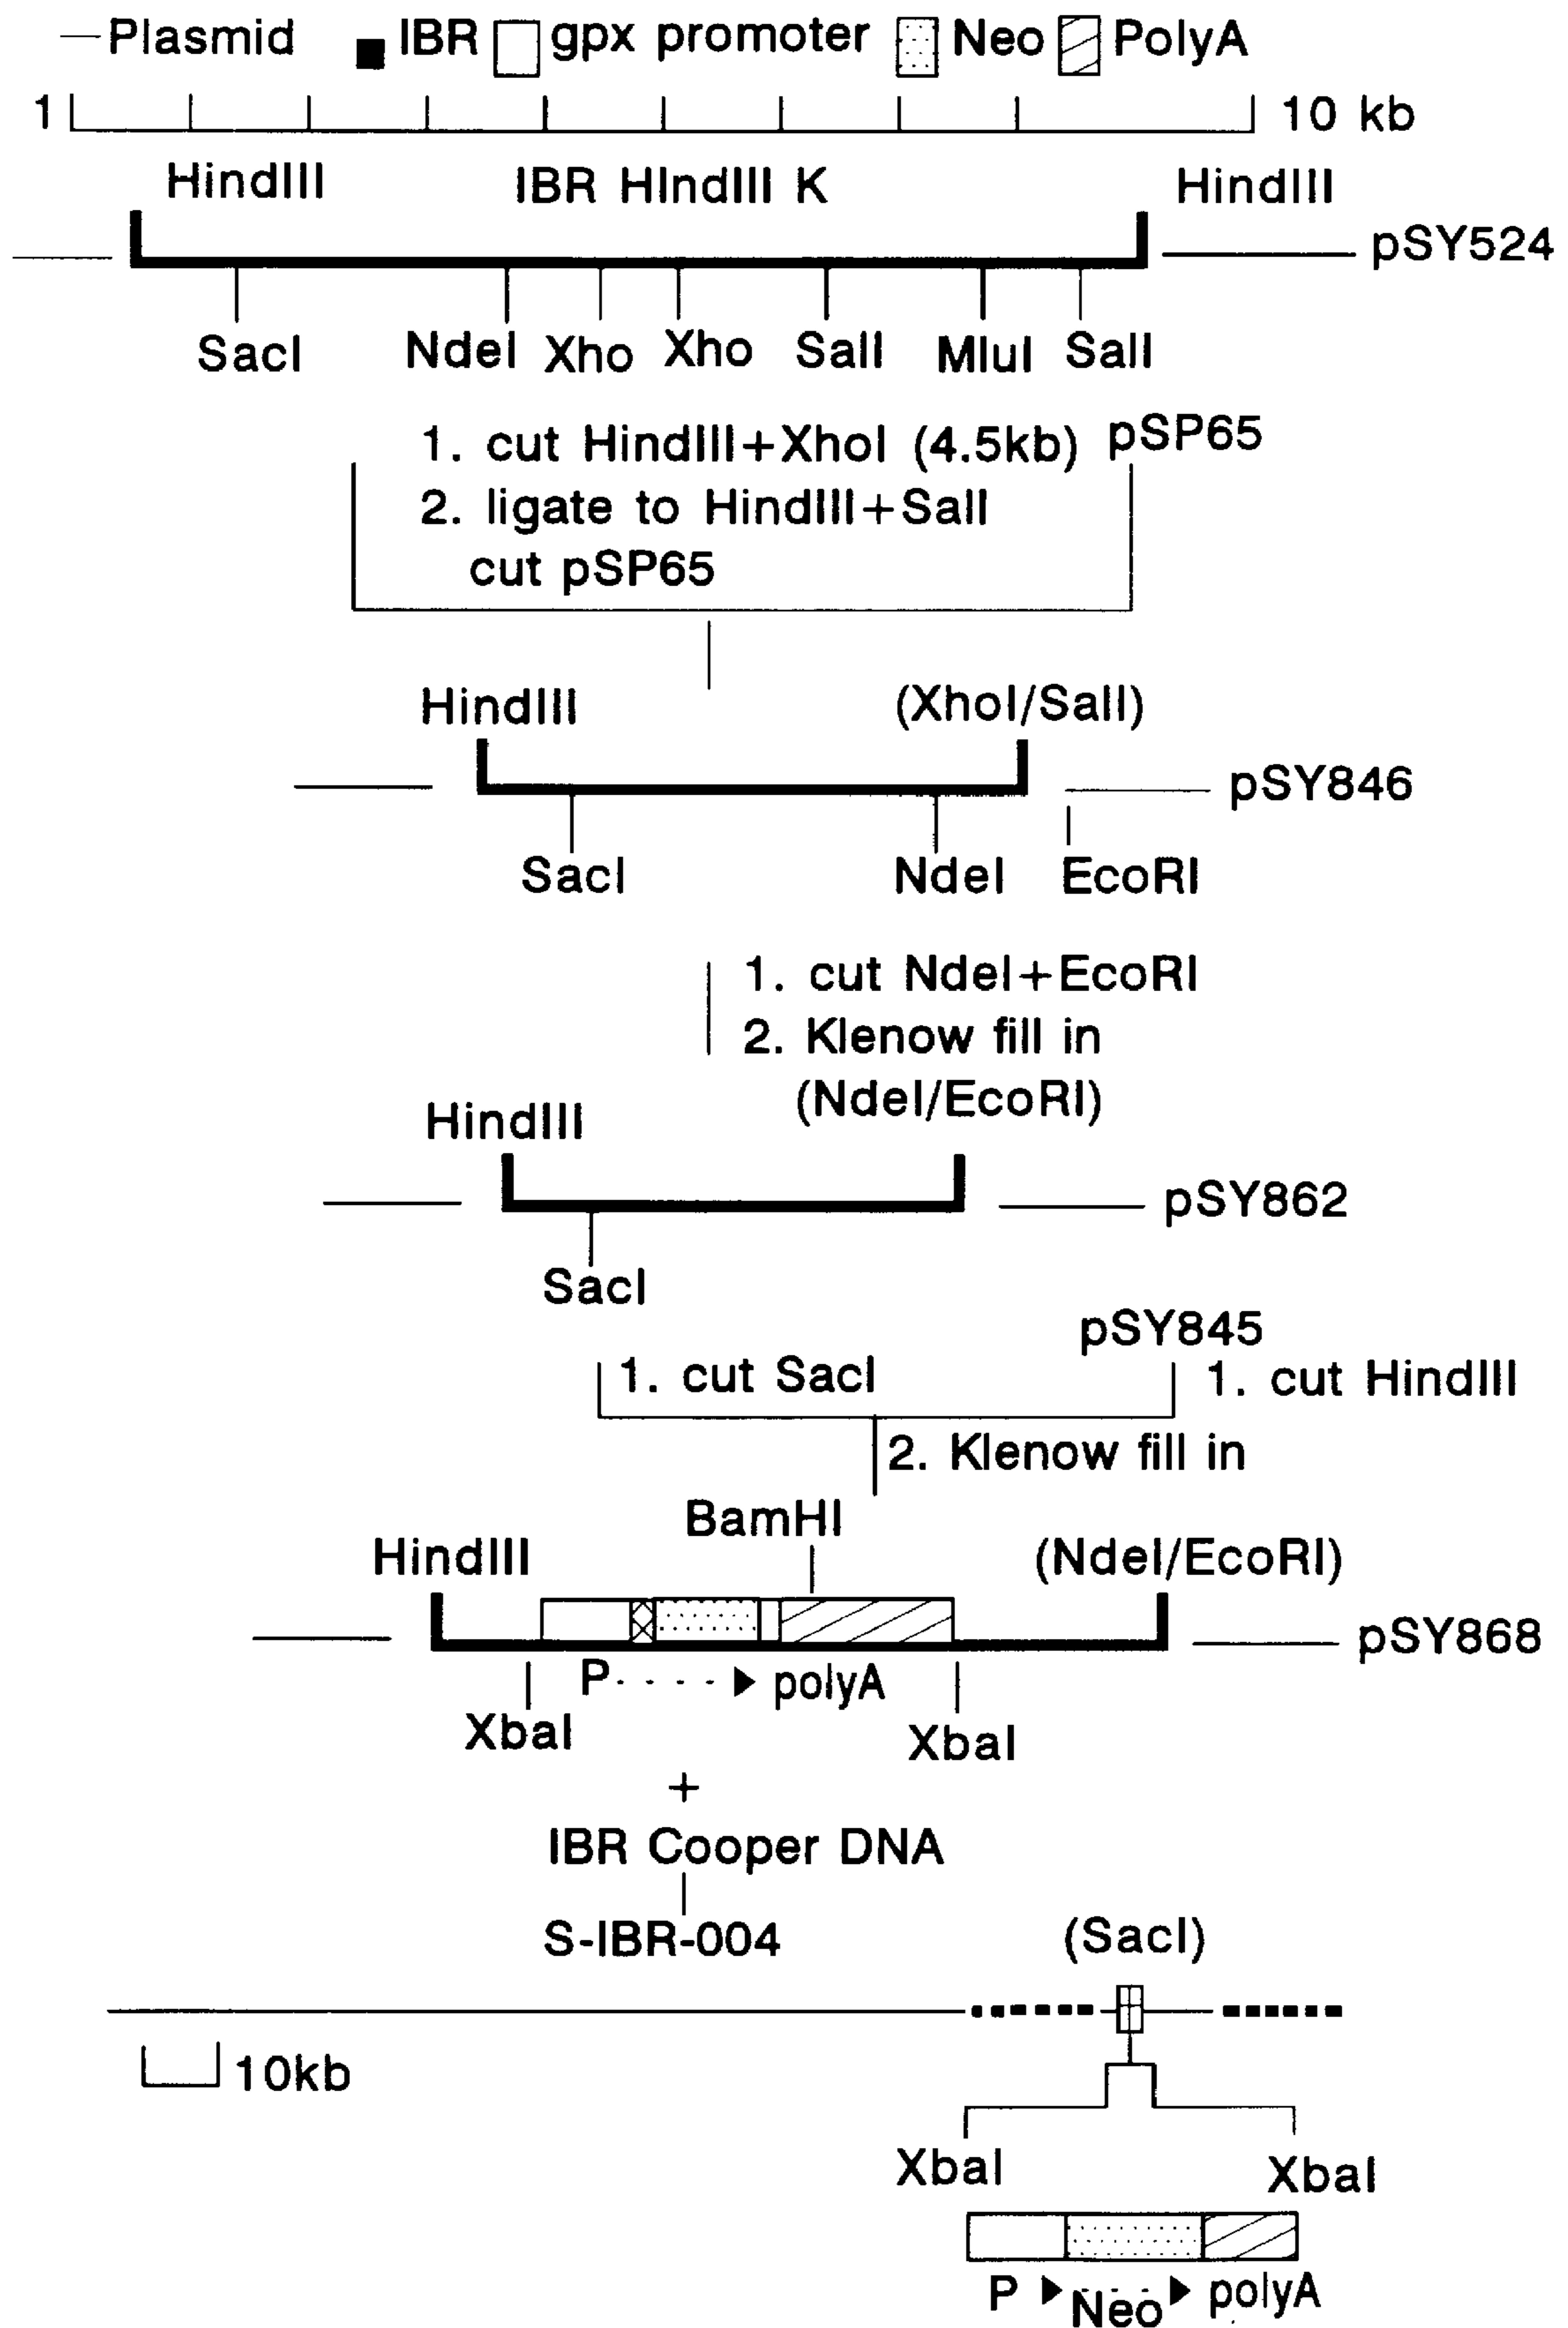 Plasmid IBR gpx promoter Neo PolyA
1 10 kb
HindIII IBR HIndIII K HindIII
pSY524
SacI NdeI Xho Xho SalI MluI SalI
1. cut HindIII+XhoI (4.5kb) pSP65
2. ligate to HindIII+SalI
cut pSP65
HindIII (XhoI/SalI)
pSY846
SacI NdeI EcoRI
1. cut NdeI+EcoRI
2. Klenow fill in
(NdeI/EcoRI)
HindIII
pSY862
SacI
pSY845
1. cut SacI 1. cut HindIII
2. Klenow fill in
BamHI
HindIII (NdeI/EcoRI)
pSY868
P polyA
XbaI XbaI
+
IBR Cooper DNA
S-IBR-004 (SacI)
10kb
XbaI XbaI
P Neo polyA